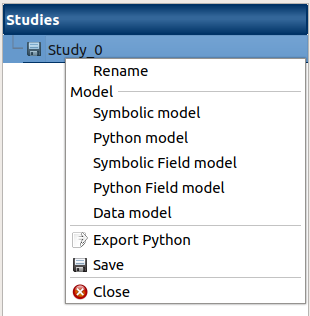 Studies
Study_0
Rename
Model
Symbolic model
Python model
Symbolic Field model
Python Field model
Data model
Export Python
Save
Close